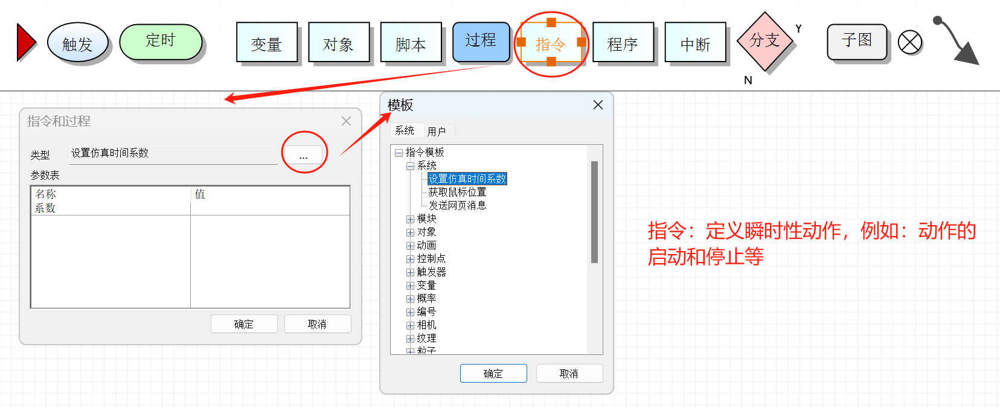 触发
定时
变量
对象
脚本
过程
指令
程序
中断
分支
Y
N
子图
指令和过程
类型
设置仿真时间系数
...
参数表
名称
值
系数
确定
取消
模板
系统
用户
指令模板
系统
设置仿真时间系数
获取鼠标位置
发送网页消息
模块
对象
动画
控制点
触发器
变量
概率
编号
相机
纹理
粒子
确定
取消
指令：定义瞬时性动作，例如：动作的
启动和停止等